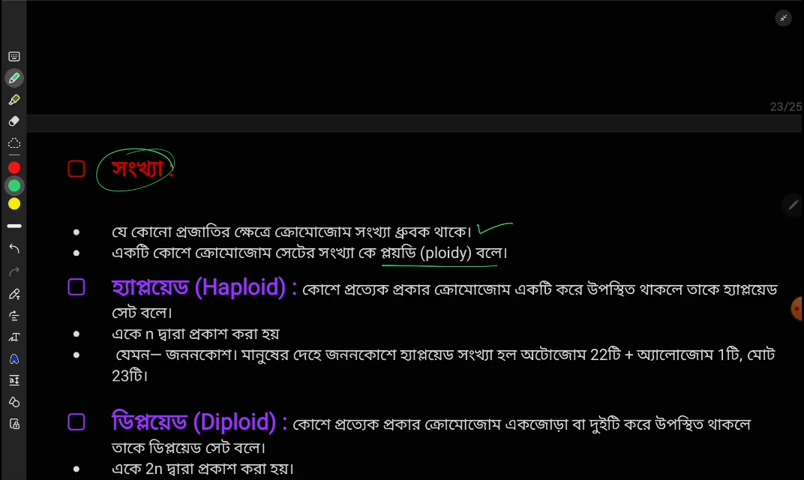 23/25
সংখ্যা :
যে কোনো প্রজাতির ক্ষেত্রে ক্রোমোজোম সংখ্যা ধ্রুবক থাকে।
একটি কোশে ক্রোমোজোম সেটের সংখ্যা কে প্লয়ডি (ploidy) বলে।
হ্যাপ্লয়েড (Haploid) : কোশে প্রত্যেক প্রকার ক্রোমোজোম একটি করে উপস্থিত থাকলে তাকে হ্যাপ্লয়েড
সেট বলে।
একে n দ্বারা প্রকাশ করা হয়
যেমন— জননকোশ। মানুষের দেহে জননকোশে হ্যাপ্লয়েড সংখ্যা হল অটোজোম 22টি + অ্যালোজোম 1টি, মোট
23টি।
ডিপ্লয়েড (Diploid) : কোশে প্রত্যেক প্রকার ক্রোমোজোম একজোড়া বা দুইটি করে উপস্থিত থাকলে
তাকে ডিপ্লয়েড সেট বলে।
একে 2n দ্বারা প্রকাশ করা হয়।